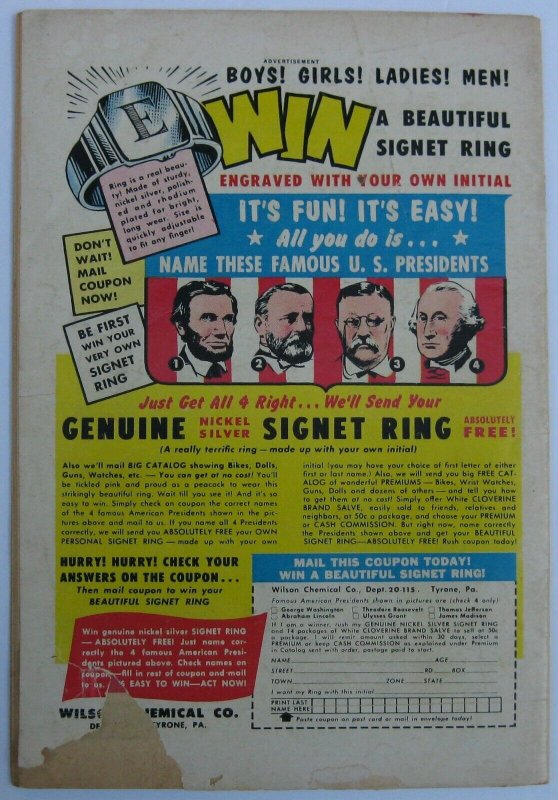 ADVERTISEMENT
BOYS! GIRLS! LADIES! MEN!
WIN
A BEAUTIFUL
SIGNET RING
ENGRAVED WITH YOUR OWN INITIAL
E
Ring is a real beau-
ty! Made of sturdy,
nickel silver, polish-
ed and rhodium
plated for bright,
long wear. Size is
quickly adjustable
to fit any finger!
DON'T
WAIT!
MAIL
COUPON
NOW!
BE FIRST
WIN YOUR
VERY OWN
SIGNET
RING
IT'S FUN! IT'S EASY!
★ All you do is... ★
NAME THESE FAMOUS U. S. PRESIDENTS
1 2 3 4
Just Get All 4 Right... We'll Send Your
GENUINE NICKEL SILVER SIGNET RING ABSOLUTELY FREE!
(A really terrific ring — made up with your own initial)
Also we'll mail BIG CATALOG showing Bikes, Dolls,
Guns, Watches, etc. — You can get at no cost! You'll
be tickled pink and proud as a peacock to wear this
strikingly beautiful ring. Wait till you see it! And it's so
easy to win. Simply check on coupon the correct names
of the 4 famous American Presidents shown in the pic-
tures above and mail to us. If you name all 4 Presidents
correctly, we will send you ABSOLUTELY FREE your OWN
PERSONAL SIGNET RING — made up with your own
initial (you may have your choice of first letter of either
first or last name.) Also, we will send you big FREE CAT-
ALOG of wonderful PREMIUMS — Bikes, Wrist Watches,
Guns, Dolls and dozens of others — and tell you how
to get them at no cost! Simply offer White CLOVERINE
BRAND SALVE, easily sold to friends, relatives and
neighbors, at 50c a package, and choose your PREMIUM
or CASH COMMISSION. But right now, name correctly
the Presidents shown above and get your BEAUTIFUL
SIGNET RING—ABSOLUTELY FREE! Rush coupon today!
HURRY! HURRY! CHECK YOUR
ANSWERS ON THE COUPON...
Then mail coupon to win your
BEAUTIFUL SIGNET RING
Win genuine nickel silver SIGNET RING
— ABSOLUTELY FREE! Just name cor-
rectly the 4 famous American Presi-
dents pictured above. Check names on
coupon—fill in rest of coupon and mail
to us. EASY TO WIN—ACT NOW!
WILSON CHEMICAL CO.
TYRONE, PA.
MAIL THIS COUPON TODAY!
WIN A BEAUTIFUL SIGNET RING!
Wilson Chemical Co., Dept. 20-115.. Tyrone, Pa.
Famous American Presidents shown in pictures are (check 4 only)
George Washington Theodore Roosevelt Thomas Jefferson
Abraham Lincoln Ulysses Grant James Madison
If I am a winner, rush my GENUINE NICKEL SILVER SIGNET RING
and 14 packages of White CLOVERINE BRAND SALVE to sell at 50c
a package. I will remit amount asked within 30 days, select a
PREMIUM or keep CASH COMMISSION as explained under Premium
in Catalog sent with order, postage paid to start.
NAME AGE
STREET RD BOX
TOWN ZONE STATE
I want my Ring with this initial
PRINT LAST
NAME HERE
Paste coupon on post card or mail in envelope today!